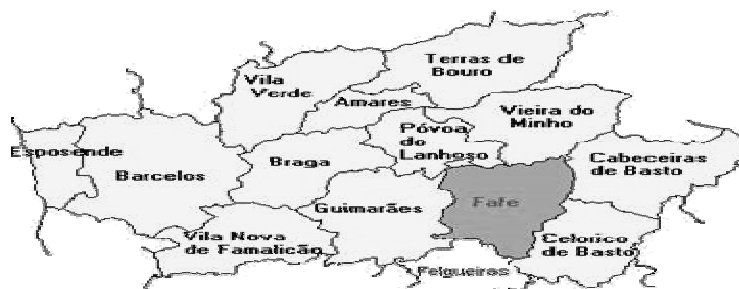 Terras de
Bouro
Vila
Verde
Amares
Vieira do
Minho
Póvoa
do
Lanhoso
Esposende
Barcelos
Braga
Cabeceiras
de Basto
Guimarães
Fafe
Vila Nova
de Famalicão
Celorico
de Basto
Felgueiras